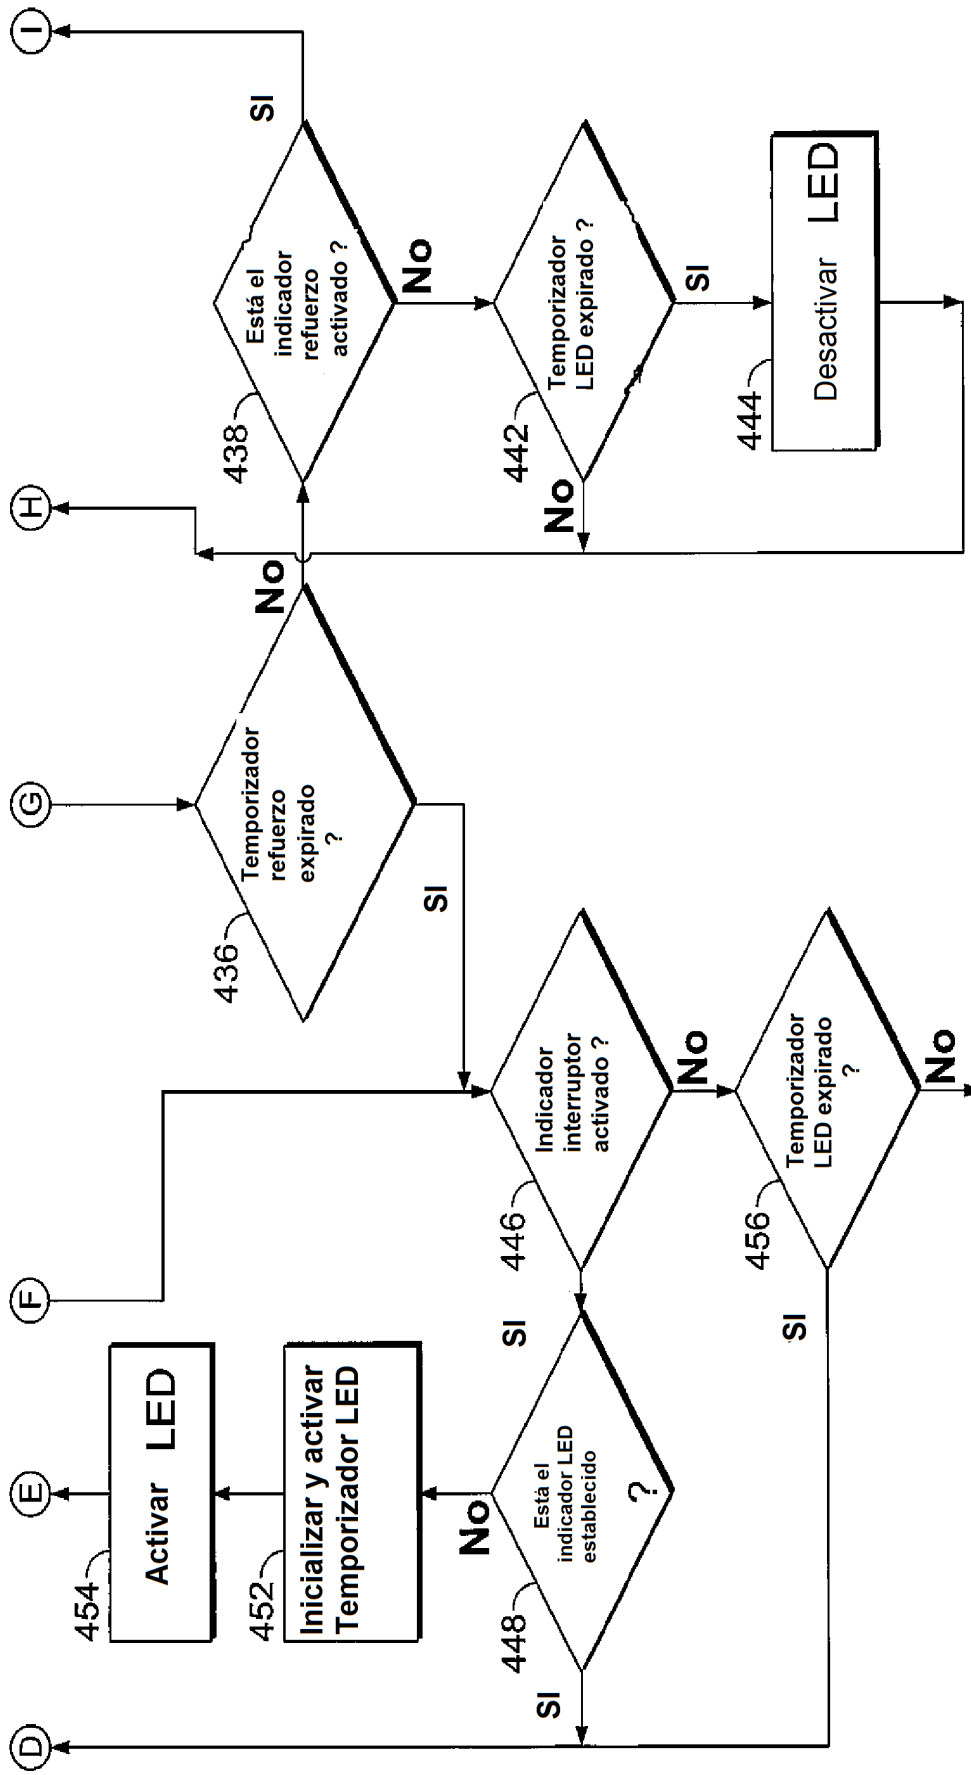 D
E
F
G
H
I
454
Activar LED
452
Inicializar y activar
Temporizador LED
No
448
Está el
indicador LED
establecido
?
SI
SI
446
Indicador
interruptor
activado ?
No
456
Temporizador
LED expirado
?
SI
No
436
Temporizador
refuerzo
expirado
?
SI
No
438
Está el
indicador
refuerzo
activado ?
SI
No
442
Temporizador
LED expirado ?
No
SI
444
Desactivar LED